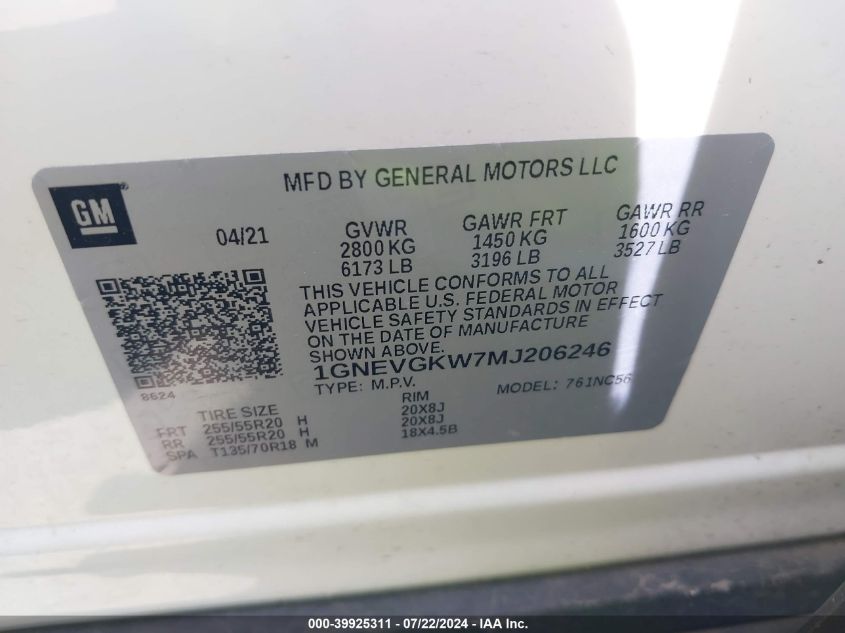 MFD BY GENERAL MOTORS LLC
GM
04/21
GVWR GAWR FRT GAWR RR
2800 KG 1450 KG 1600 KG
6173 LB 3196 LB 3527 LB
THIS VEHICLE CONFORMS TO ALL
APPLICABLE U.S. FEDERAL MOTOR
VEHICLE SAFETY STANDARDS IN EFFECT
ON THE DATE OF MANUFACTURE
SHOWN ABOVE.
1GNEVGKW7MJ206246
TYPE: M.P.V. MODEL: 761NC56
8624
TIRE SIZE RIM
FRT 255/55R20 H 20X8J
RR 255/55R20 H 20X8J
SPA T135/70R18 M 18X4.5B
000-39925311 - 07/22/2024 - IAA Inc.